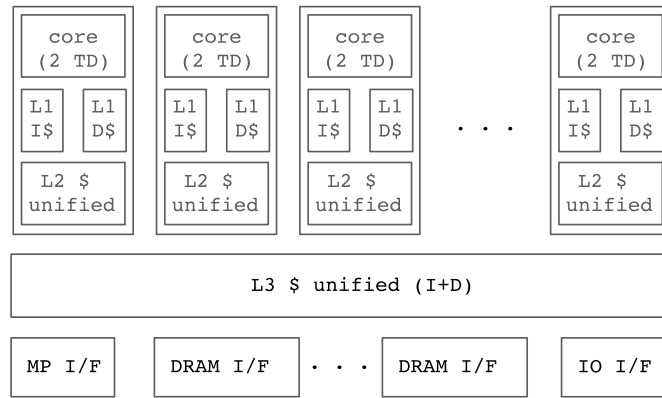 core
(2 TD)
L1
I$
L1
D$
L2 $
unified
core
(2 TD)
L1
I$
L1
D$
L2 $
unified
core
(2 TD)
L1
I$
L1
D$
L2 $
unified
. . .
core
(2 TD)
L1
I$
L1
D$
L2 $
unified
L3 $ unified (I+D)
MP I/F
DRAM I/F
. . .
DRAM I/F
IO I/F